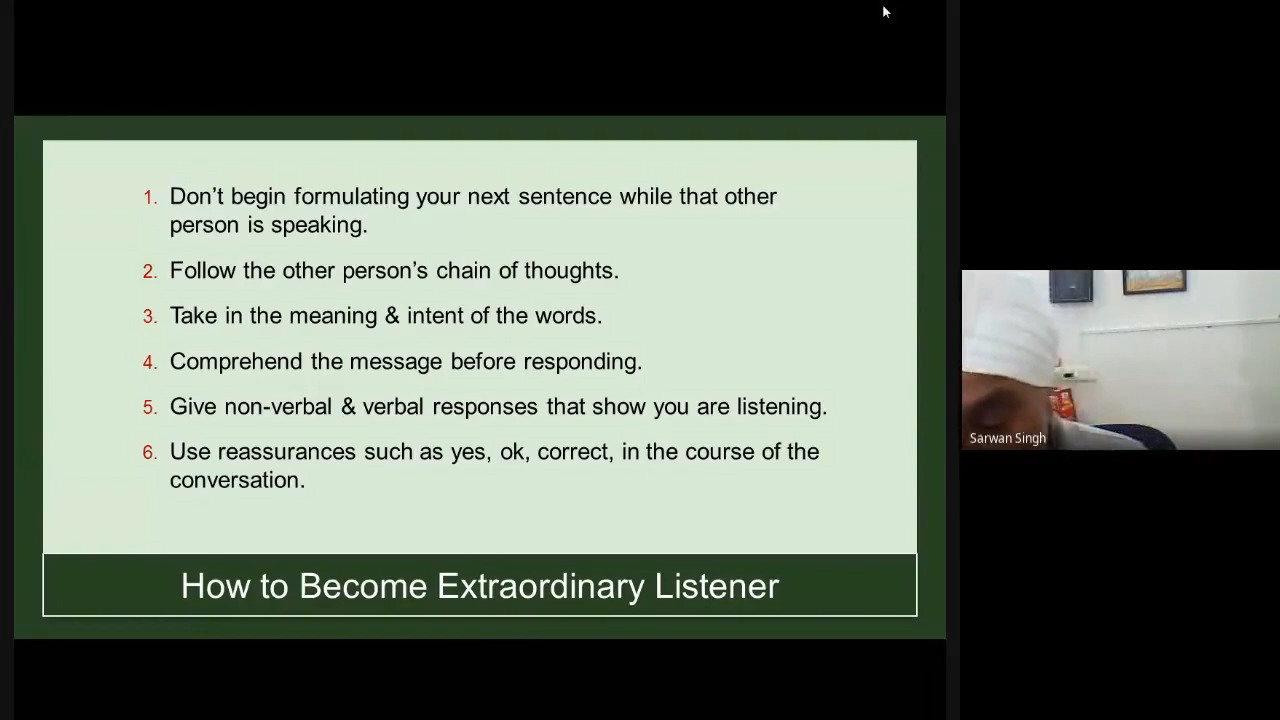 1. Don’t begin formulating your next sentence while that other
person is speaking.
2. Follow the other person’s chain of thoughts.
3. Take in the meaning & intent of the words.
4. Comprehend the message before responding.
5. Give non-verbal & verbal responses that show you are listening.
6. Use reassurances such as yes, ok, correct, in the course of the
conversation.
How to Become Extraordinary Listener
Sarwan Singh